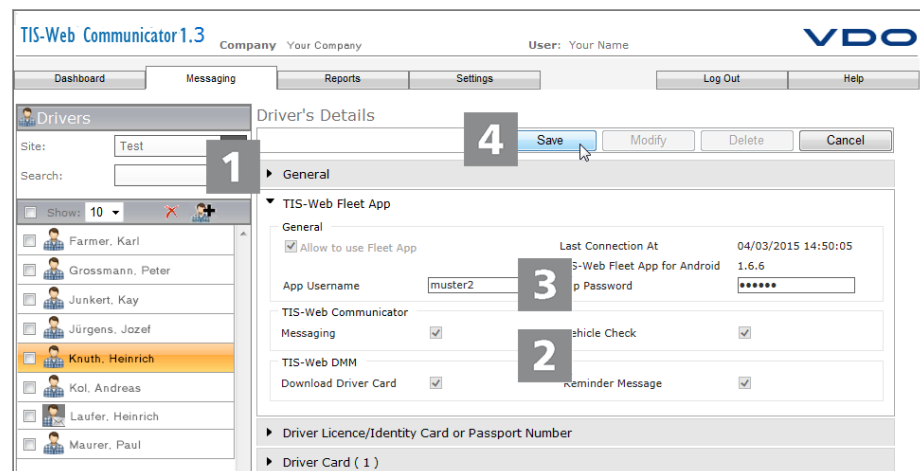 TIS-Web Communicator 1.3 Company Your Company User: Your Name VDO
Dashboard Messaging Reports Settings Log Out Help
Drivers
Site: Test
Search:
Show: 10
Farmer, Karl
Grossmann, Peter
Junkert, Kay
Jürgens, Jozef
Knuth, Heinrich
Kol, Andreas
Laufer, Heinrich
Maurer, Paul
1
Driver's Details
4 Save Modify Delete Cancel
General
TIS-Web Fleet App
General
Allow to use Fleet App Last Connection At 04/03/2015 14:50:05
S-Web Fleet App for Android 1.6.6
App Username muster2 3 p Password ••••••
TIS-Web Communicator
Messaging ehicle Check
2
TIS-Web DMM
Download Driver Card Reminder Message
Driver Licence/Identity Card or Passport Number
Driver Card ( 1 )